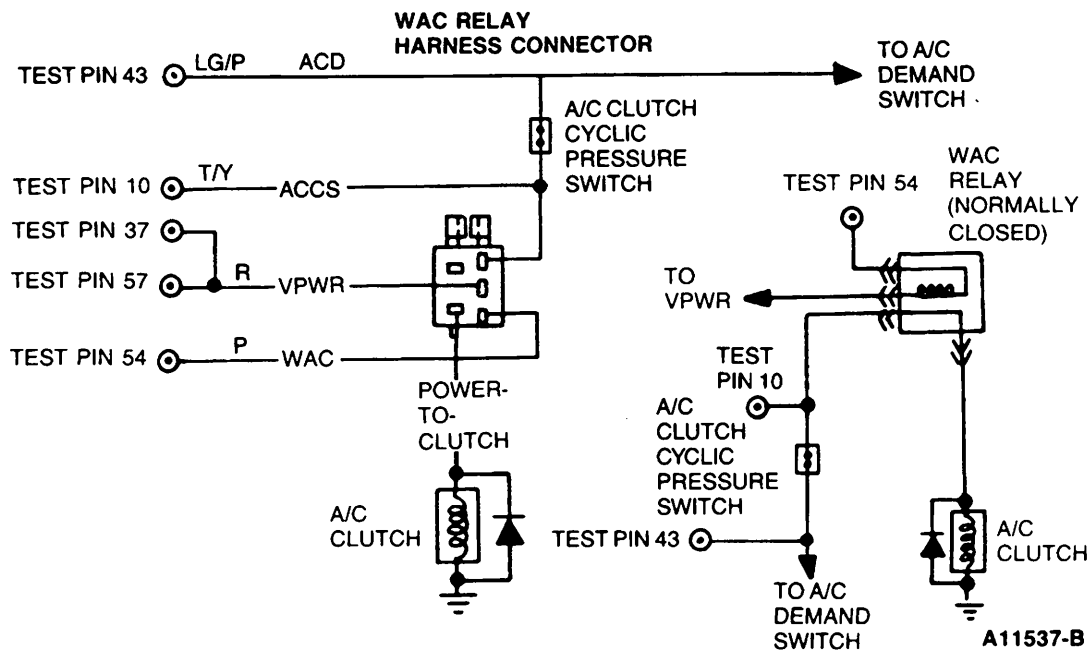 WAC RELAY
HARNESS CONNECTOR
TEST PIN 43
LG/P
ACD
TO A/C
DEMAND
SWITCH
A/C CLUTCH
CYCLIC
PRESSURE
SWITCH
TEST PIN 10
T/Y
ACCS
TEST PIN 37
TEST PIN 57
R
VPWR
TEST PIN 54
P
WAC
POWER-
TO-
CLUTCH
A/C
CLUTCH
TEST PIN 54
WAC
RELAY
(NORMALLY
CLOSED)
TO
VPWR
TEST
PIN 10
A/C
CLUTCH
CYCLIC
PRESSURE
SWITCH
TEST PIN 43
TO A/C
DEMAND
SWITCH
A/C
CLUTCH
A11537-B